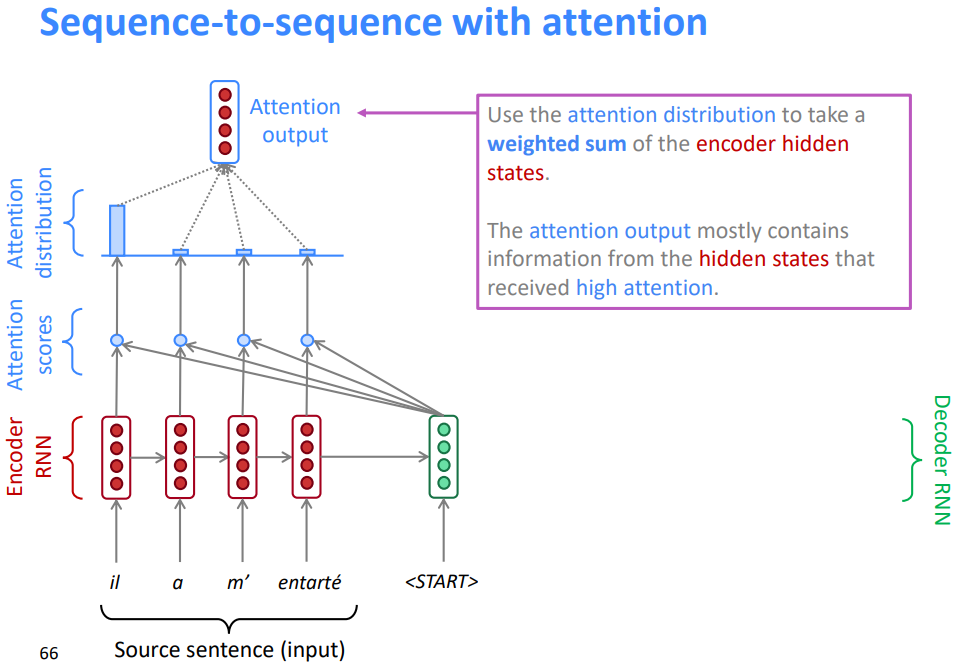 Sequence-to-sequence with attention
Attention
output
Use the attention distribution to take a
weighted sum of the encoder hidden
states.
The attention output mostly contains
information from the hidden states that
received high attention.
Attention
distribution
Attention
scores
Encoder
RNN
Decoder RNN
il
a
m’
entarté
<START>
Source sentence (input)
66